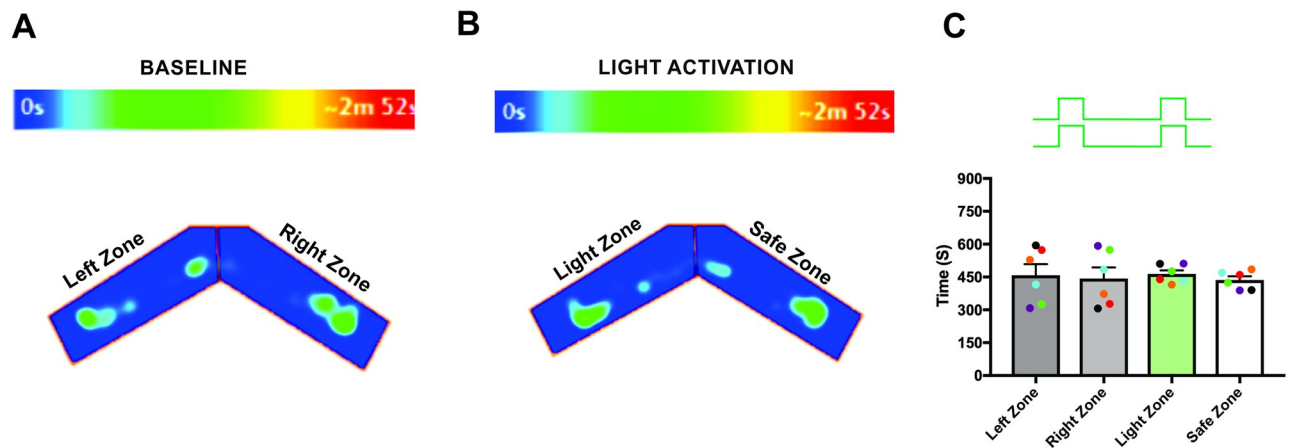 A
BASELINE
0s
~2m 52s
Left Zone
Right Zone
B
LIGHT ACTIVATION
0s
~2m 52s
Light Zone
Safe Zone
C
Time (S)
900
750
600
450
300
150
0
Left Zone
Right Zone
Light Zone
Safe Zone